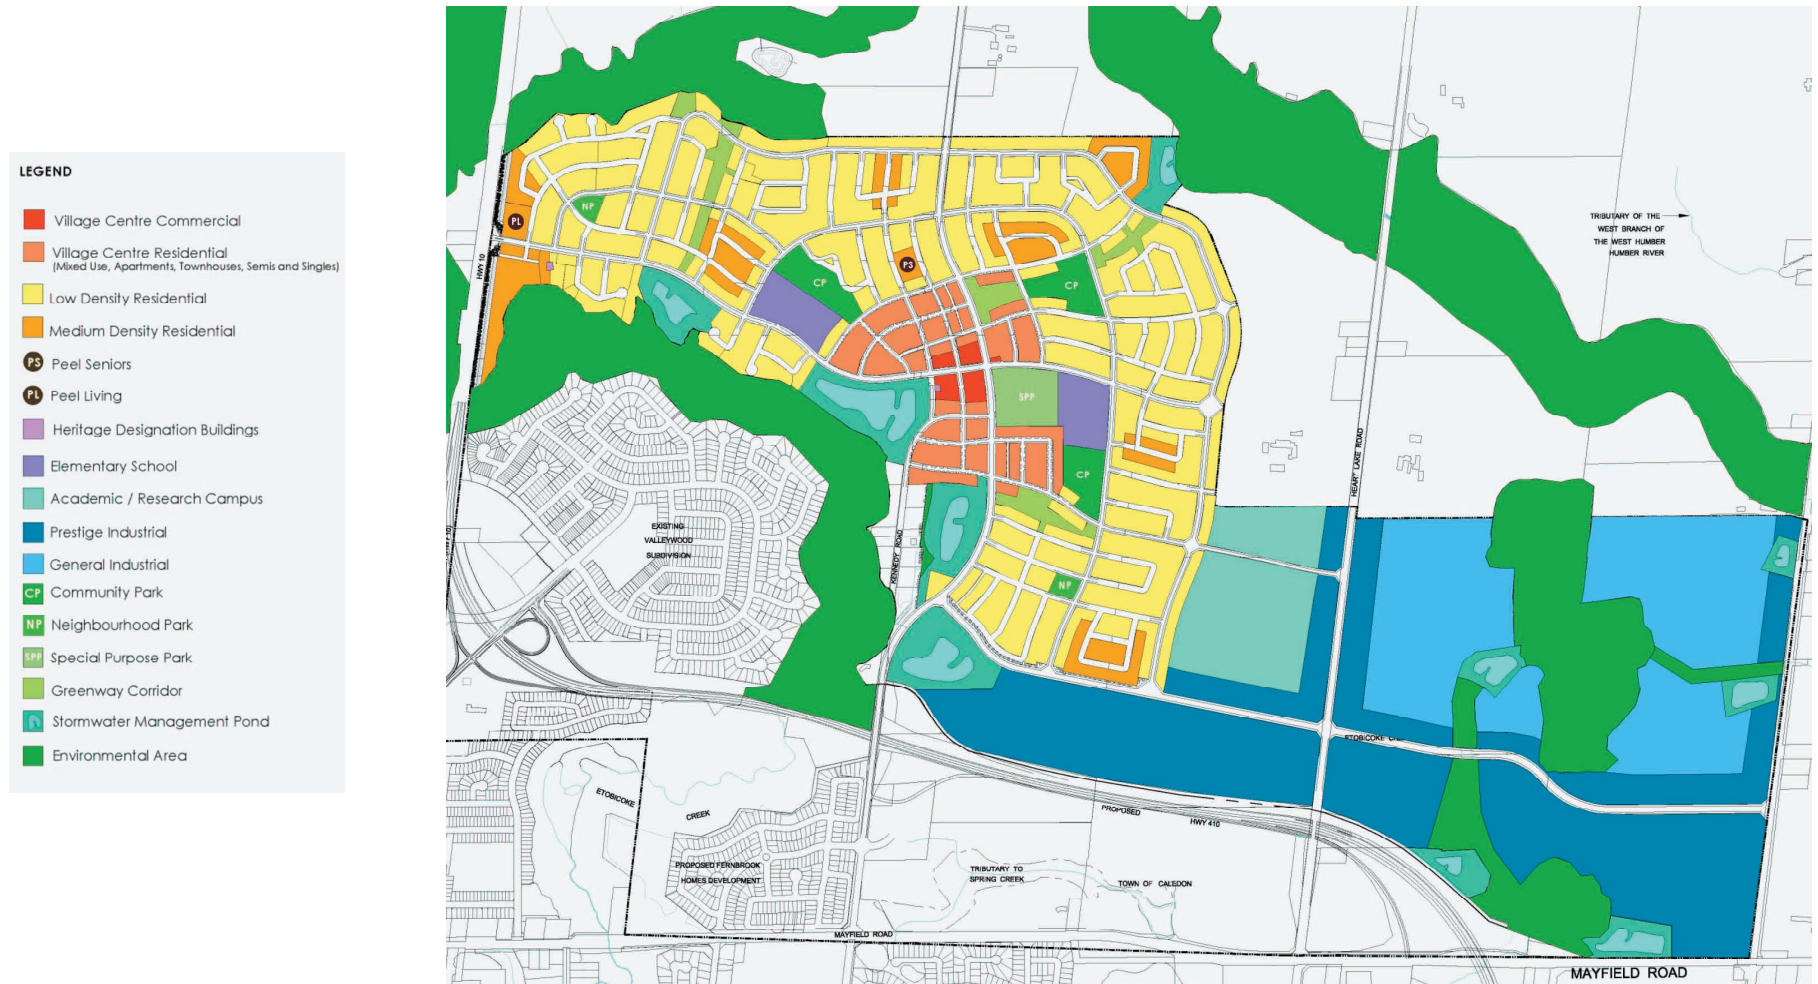 LEGEND
Village Centre Commercial
Village Centre Residential
(Mixed Use, Apartments, Townhouses, Semis and Singles)
Low Density Residential
Medium Density Residential
PS Peel Seniors
PL Peel Living
Heritage Designation Buildings
Elementary School
Academic / Research Campus
Prestige Industrial
General Industrial
CP Community Park
NP Neighbourhood Park
SPP Special Purpose Park
Greenway Corridor
Stormwater Management Pond
Environmental Area
NP
PL
HWY 10
PS
CP
CP
TRIBUTARY OF THE
WEST BRANCH OF
THE WEST HUMBER
HUMBER RIVER
SPP
CP
HEART LAKE ROAD
EXISTING
VALLEYWOOD
SUBDIVISION
KENNEDY ROAD
NP
ETOBICOKE
ETOBICOKE
CREEK
PROPOSED
HWY 410
PROPOSED FERNBROOK
HOMES DEVELOPMENT
TRIBUTARY TO
SPRING CREEK
TOWN OF CALEDON
MAYFIELD ROAD
MAYFIELD ROAD